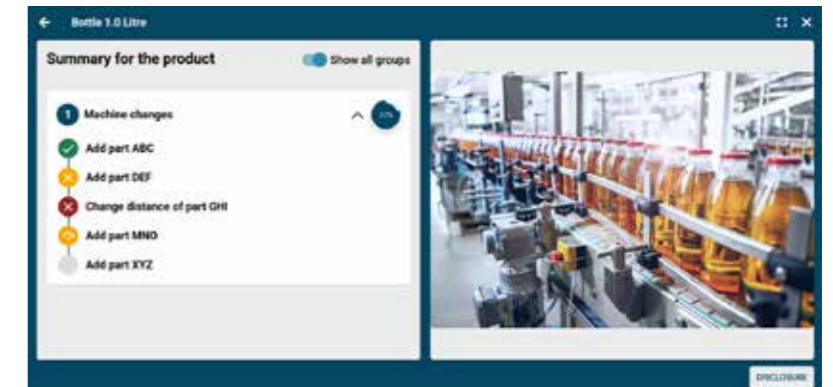 Bottle 1.0 Litre
Summary for the product
Show all groups
1 Machine changes
Add part ABC
Add part DEF
Change distance of part GHI
Add part MNO
Add part XYZ
DISCLOSURE